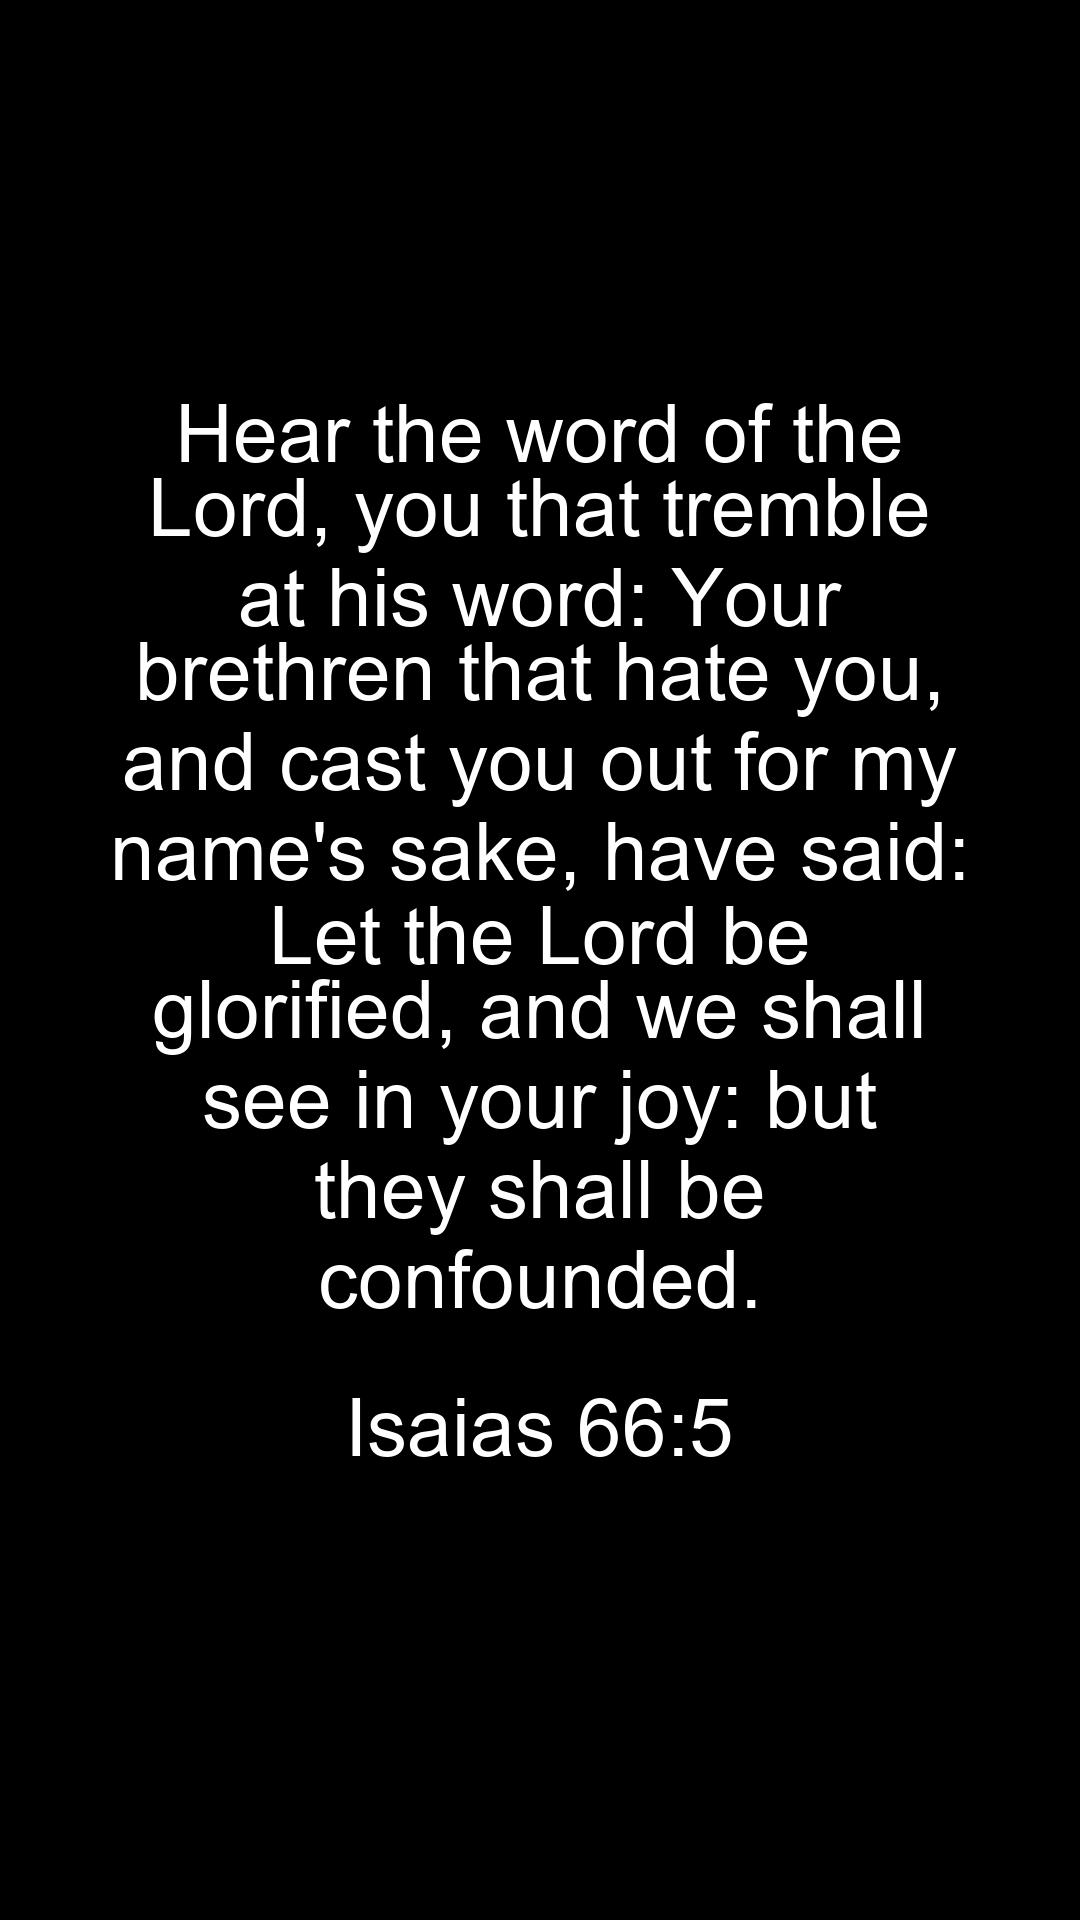 Hear the word of the
Lord, you that tremble
at his word: Your
brethren that hate you,
and cast you out for my
name's sake, have said:
Let the Lord be
glorified, and we shall
see in your joy: but
they shall be
confounded.
Isaias 66:5